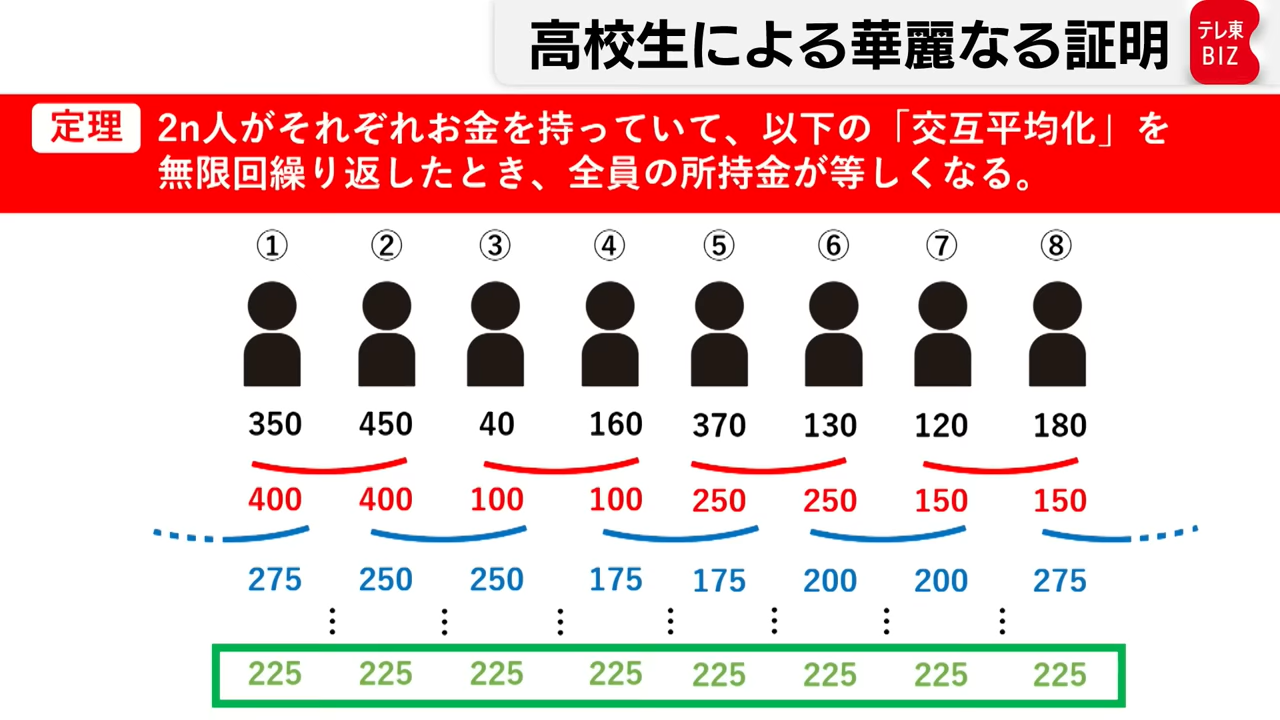 高校生による華麗なる証明
テレ東
BIZ
定理
2n人がそれぞれお金を持っていて、以下の「交互平均化」を
無限回繰り返したとき、全員の所持金が等しくなる。
① ② ③ ④ ⑤ ⑥ ⑦ ⑧
350 450 40 160 370 130 120 180
400 400 100 100 250 250 150 150
275 250 250 175 175 200 200 275
225 225 225 225 225 225 225 225